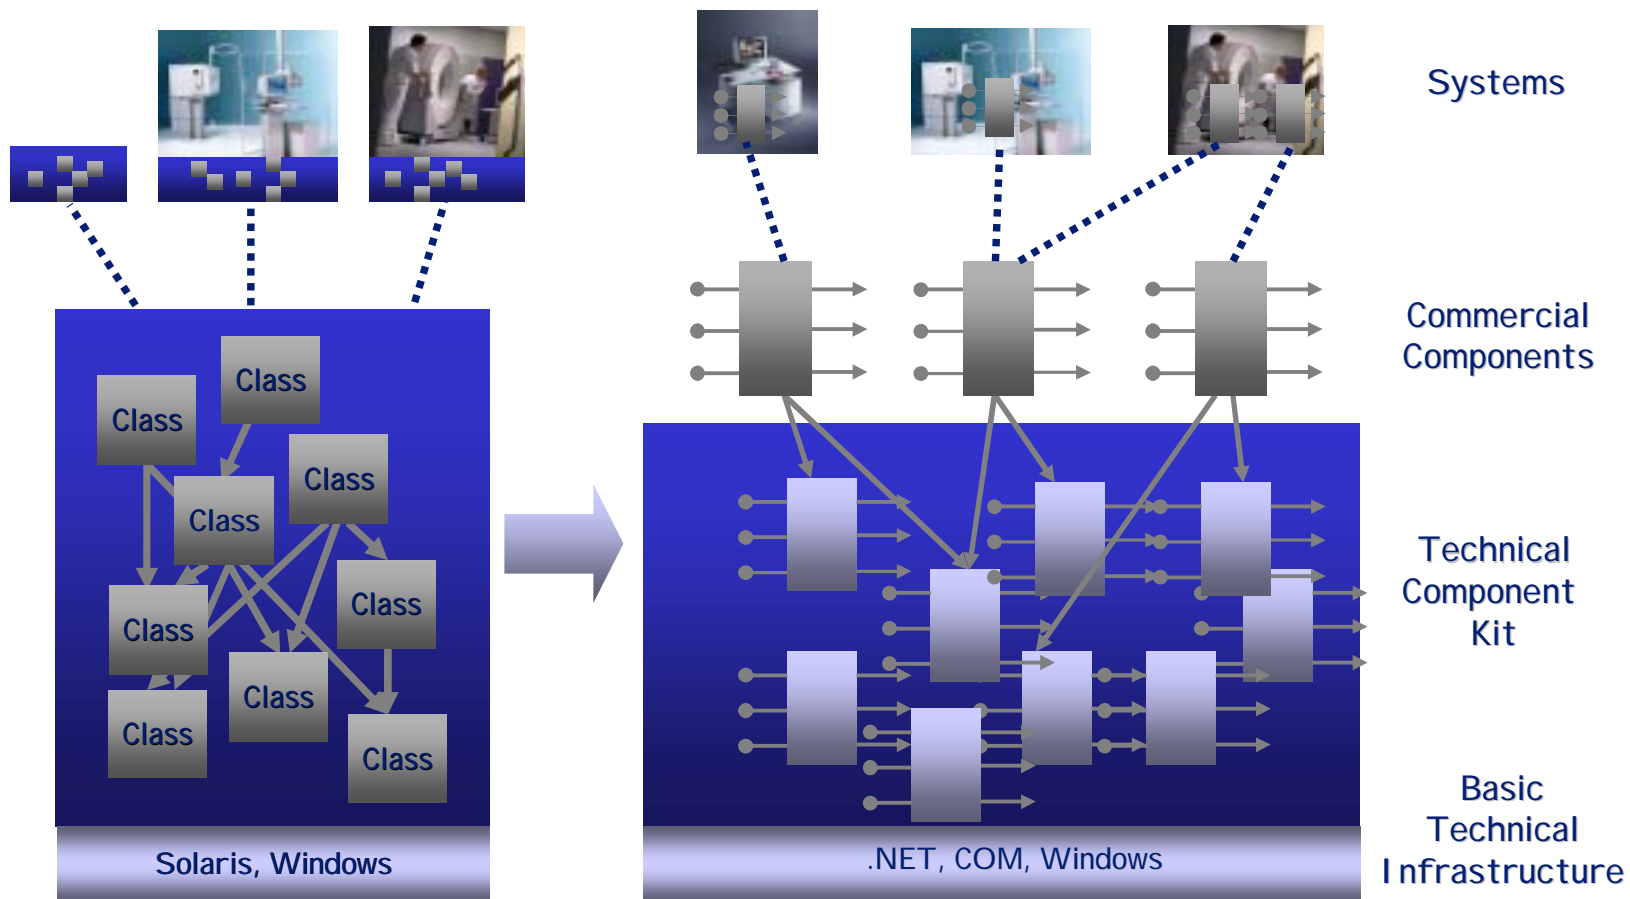 Systems
Commercial
Components
Class
Class
Class
Class
Class
Class
Class
Class
Class
Technical
Component
Kit
Basic
Technical
Infrastructure
Solaris, Windows
.NET, COM, Windows